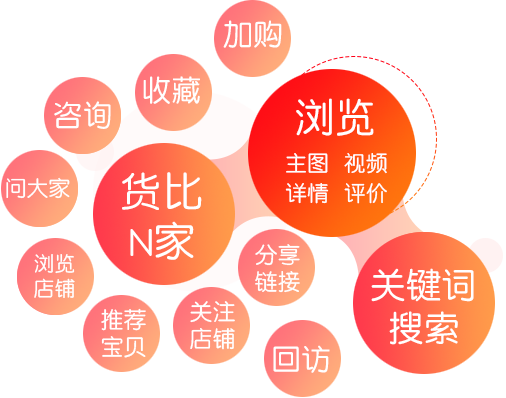 加购
收藏
咨询
浏览
主图 视频
详情 评价
货比
N家
问大家
浏览
店铺
分享
链接
关键词
搜索
推荐
宝贝
关注
店铺
回访